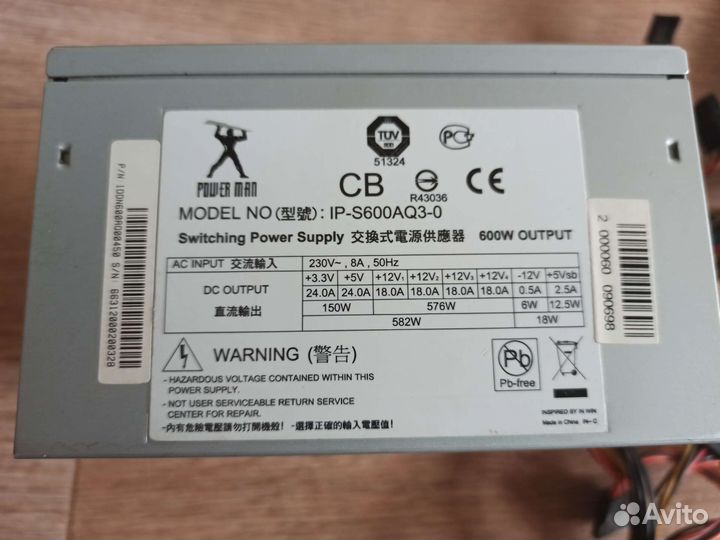 POWER MAN
TUV
51324
PC
CB
R43036
CE
MODEL NO (型號): IP-S600AQ3-0
Switching Power Supply 交換式電源供應器 600W OUTPUT
AC INPUT 交流輸入 230V~ , 8A , 50Hz
DC OUTPUT
直流輸出
+3.3V +5V +12V1 +12V2 +12V3 +12V4 -12V +5Vsb
24.0A 24.0A 18.0A 18.0A 18.0A 18.0A 0.5A 2.5A
150W 576W 6W 12.5W
582W 18W
WARNING (警告)
- HAZARDOUS VOLTAGE CONTAINED WITHIN THIS
POWER SUPPLY.
- NOT USER SERVICEABLE RETURN SERVICE
CENTER FOR REPAIR.
-內有危險電壓請勿打開機殼! -選擇正確的輸入電壓值!
Pb
Pb-free
INSPIRED BY IN WIN
Made in China IN-C
P/N IDDN600AQ00450 S/N 66312000200328
2 000060 090698
Avito